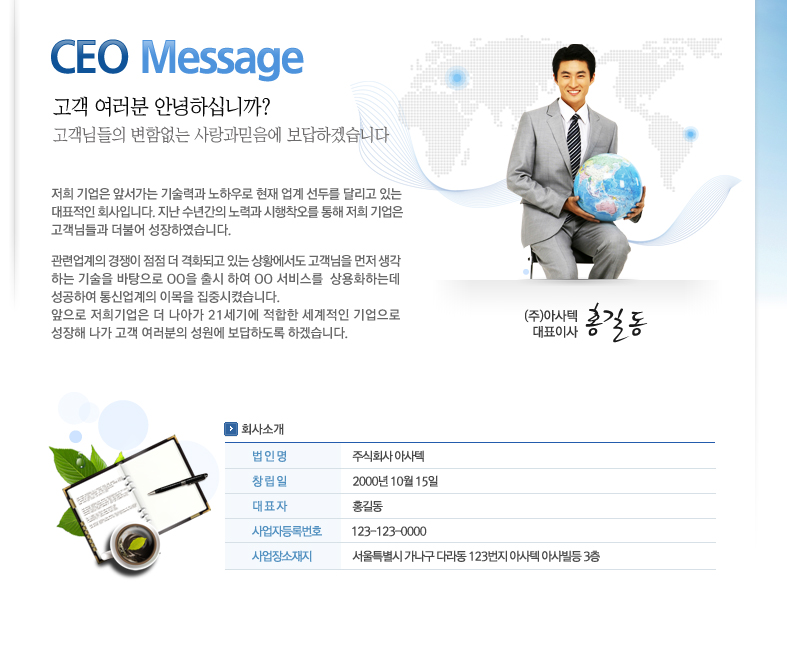 CEO Message
고객 여러분 안녕하십니까?
고객님들의 변함없는 사랑과믿음에 보답하겠습니다
저희 기업은 앞서가는 기술력과 노하우로 현재 업계 선두를 달리고 있는
대표적인 회사입니다. 지난 수년간의 노력과 시행착오를 통해 저희 기업은
고객님들과 더불어 성장하였습니다.
관련업계의 경쟁이 점점 더 격화되고 있는 상황에서도 고객님을 먼저 생각
하는 기술을 바탕으로 OO을 출시 하여 OO 서비스를 상용화하는데
성공하여 통신업계의 이목을 집중시켰습니다.
앞으로 저희기업은 더 나아가 21세기에 적합한 세계적인 기업으로
성장해 나가 고객 여러분의 성원에 보답하도록 하겠습니다.
(주)아사텍
대표이사 홍길동
회사소개
법인명 주식회사 아사텍
창립일 2000년 10월 15일
대표자 홍길동
사업자등록번호 123-123-0000
사업장소재지 서울특별시 가나구 다라동 123번지 아사텍 아사빌등 3층